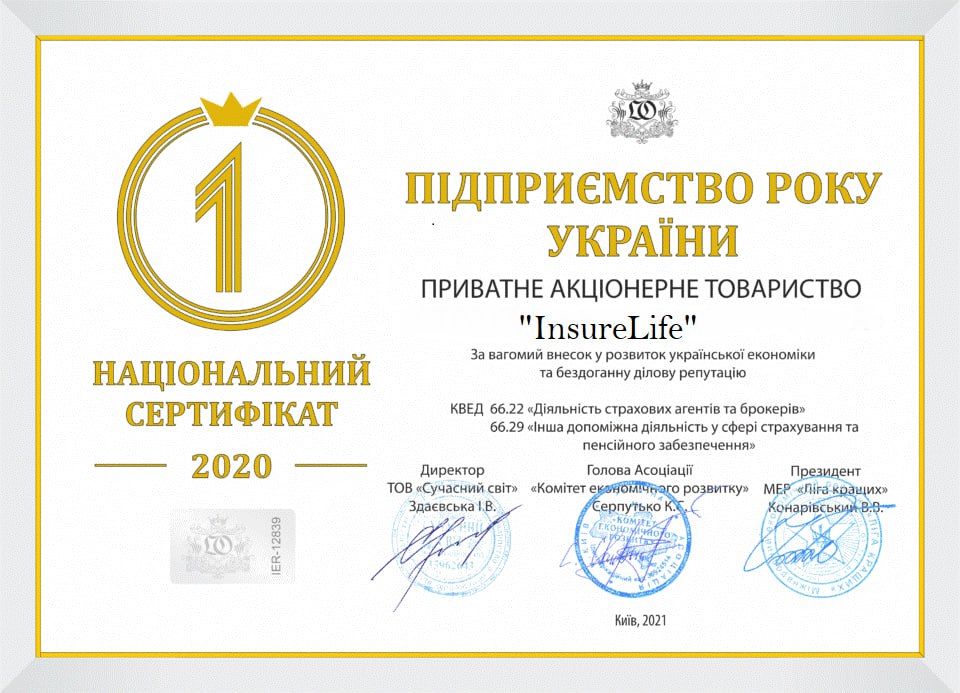 1
НАЦІОНАЛЬНИЙ
СЕРТИФІКАТ
2020
IER-12839
ПІДПРИЄМСТВО РОКУ
УКРАЇНИ
ПРИВАТНЕ АКЦІОНЕРНЕ ТОВАРИСТВО
"InsureLife"
За вагомий внесок у розвиток української економіки
та бездоганну ділову репутацію
КВЕД 66.22 «Діяльність страхових агентів та брокерів»
66.29 «Інша допоміжна діяльність у сфері страхування та
пенсійного забезпечення»
Директор
ТОВ «Сучасний світ»
Здаєвська І.В.
Голова Асоціації
«Комітет економічного розвитку»
Серпутько К.С.
Президент
МЕР «Ліга кращих»
Конарівський В.В.
«КОМІТЕТ
ЕКОНОМІЧНОГО
РОЗВИТКУ»
Київ, 2021